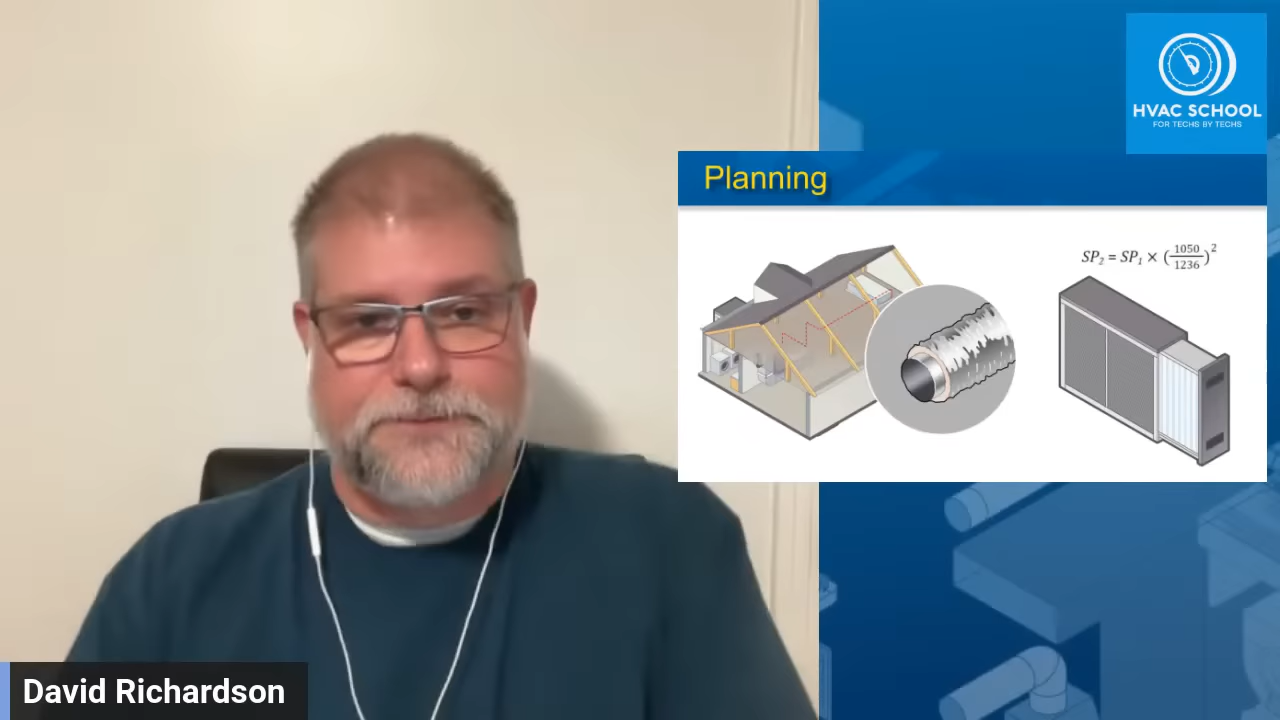 HVAC SCHOOL
FOR TECHS BY TECHS
Planning
SP₂ = SP₁ × (1050/1236)²
David Richardson